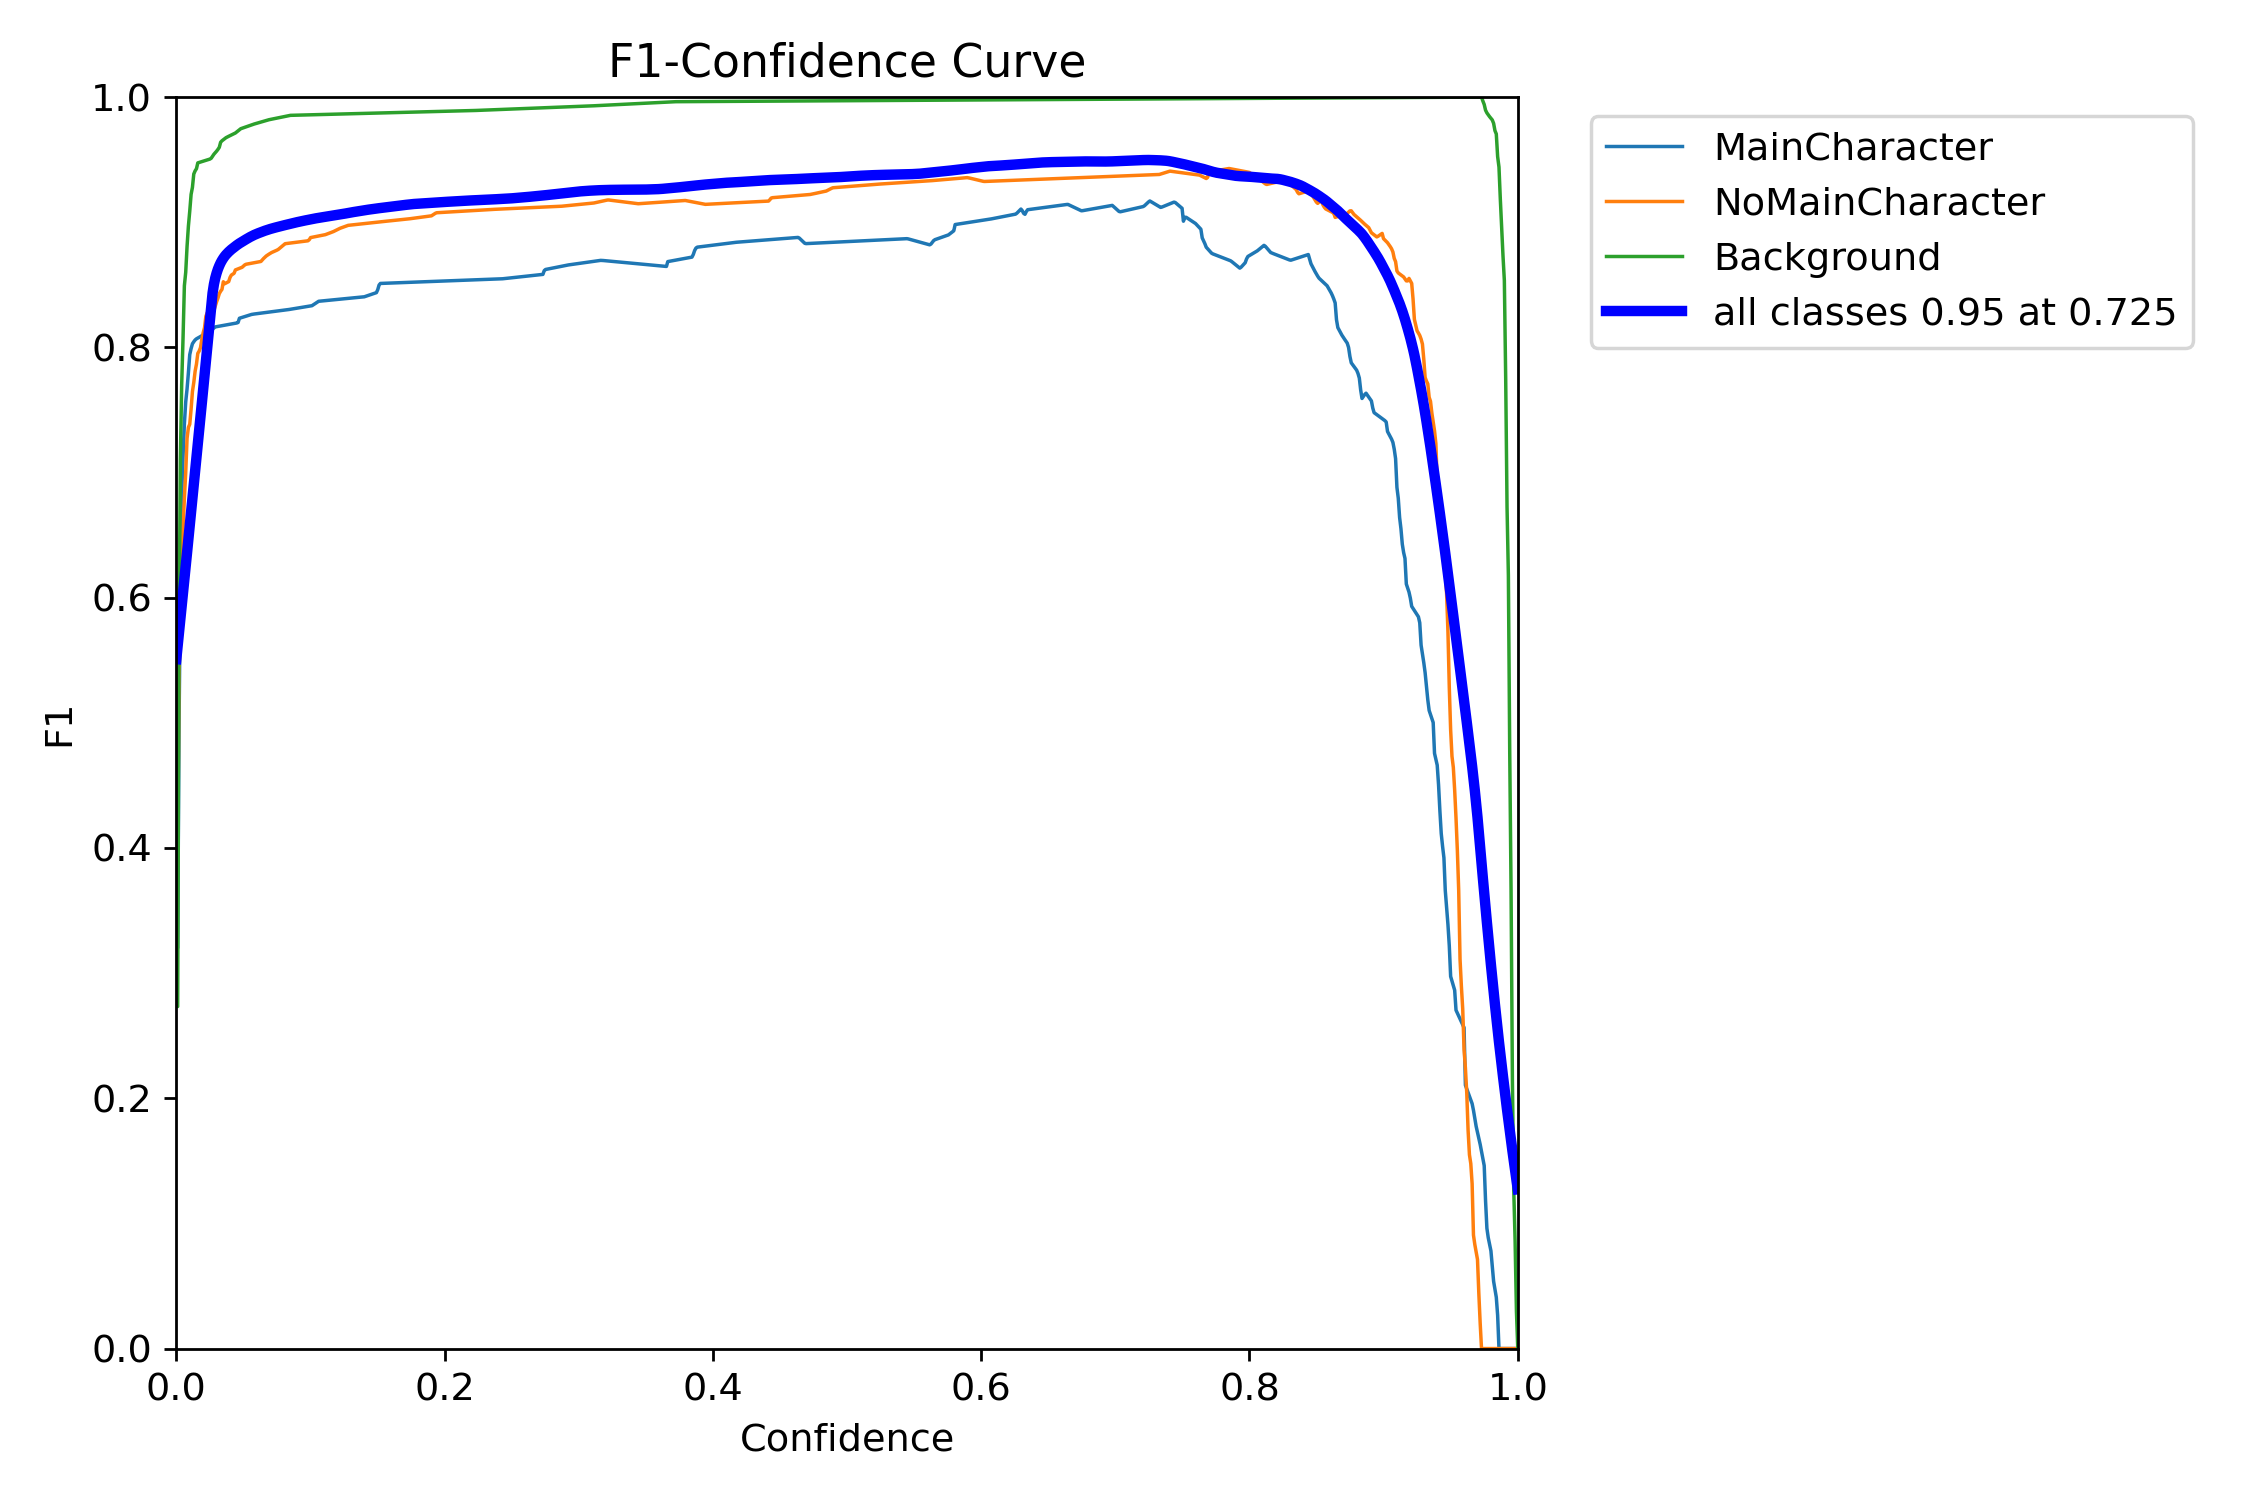 F1-Confidence Curve
1.0
0.8
0.6
0.4
0.2
0.0
F1
0.0 0.2 0.4 0.6 0.8 1.0
Confidence
MainCharacter
NoMainCharacter
Background
all classes 0.95 at 0.725